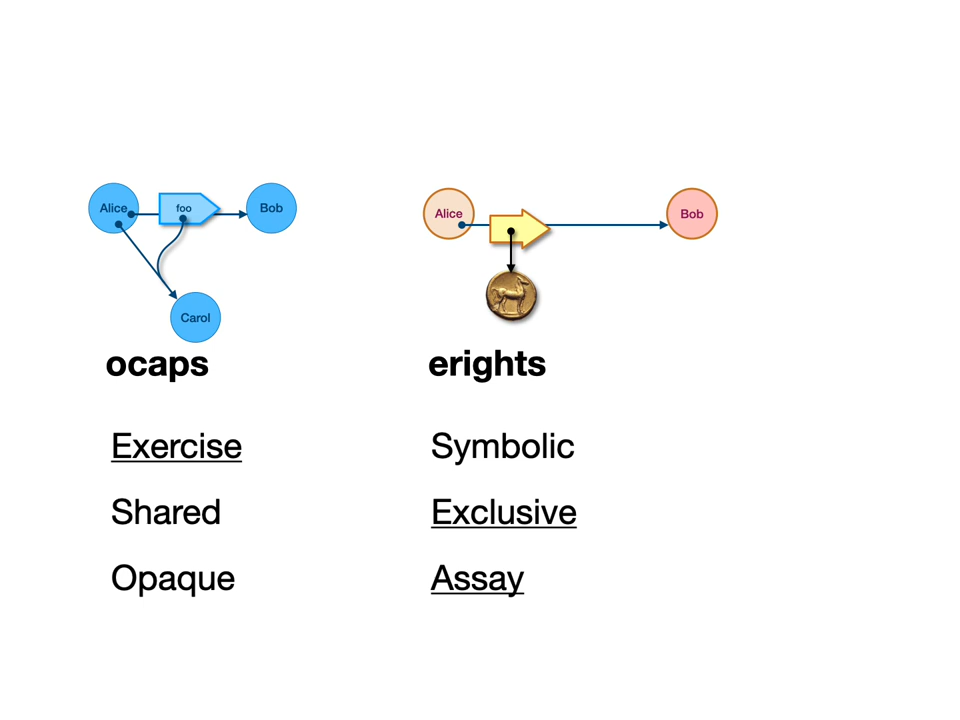 Alice foo Bob
Carol
Alice Bob
ocaps erights
Exercise Symbolic
Shared Exclusive
Opaque Assay